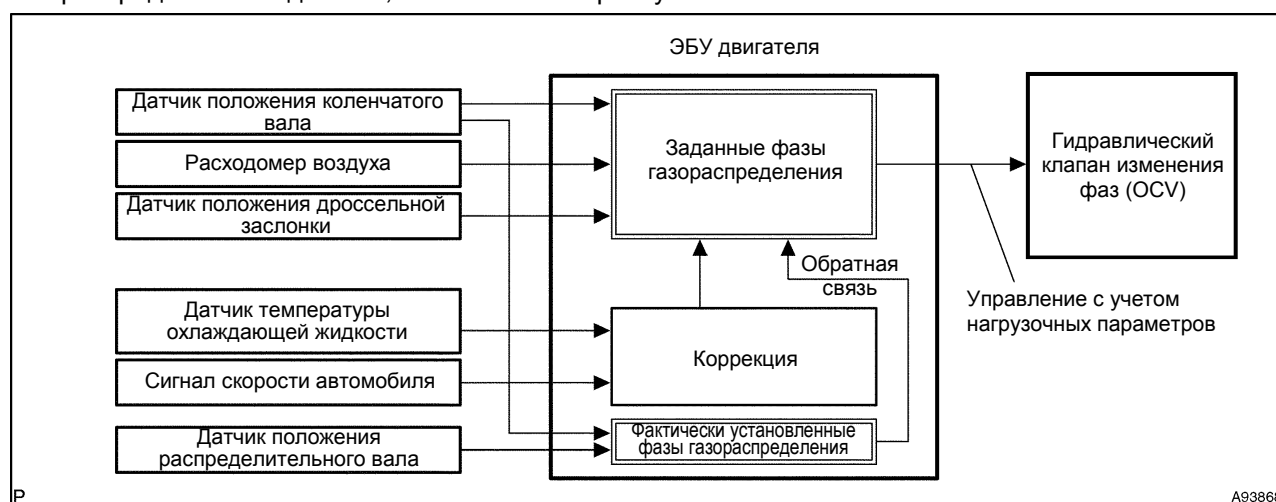 ЭБУ двигателя
Датчик положения коленчатого
вала
Расходомер воздуха
Датчик положения дроссельной
заслонки
Датчик температуры
охлаждающей жидкости
Сигнал скорости автомобиля
Датчик положения
распределительного вала
Заданные фазы
газораспределения
Обратная
связь
Коррекция
Фактически установленные
фазы газораспределения
Гидравлический
клапан изменения
фаз (OCV)
Управление с учетом
нагрузочных параметров
P
A93868